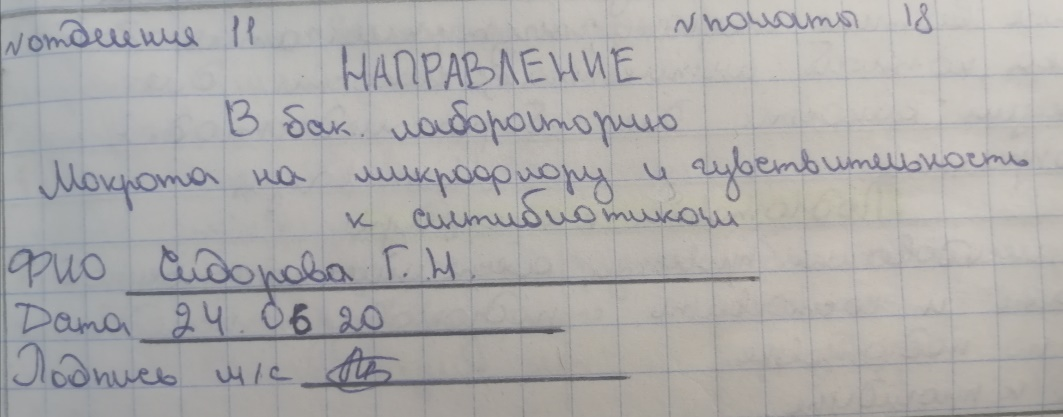 №отделения 11 №палаты 18
НАПРАВЛЕНИЕ
В бак. лабораторию
Мокрота на микрофлору и чувствительность
к антибиотикам
ФИО Сидорова Г.Н.
Дата 24.06 20
Подпись м/с